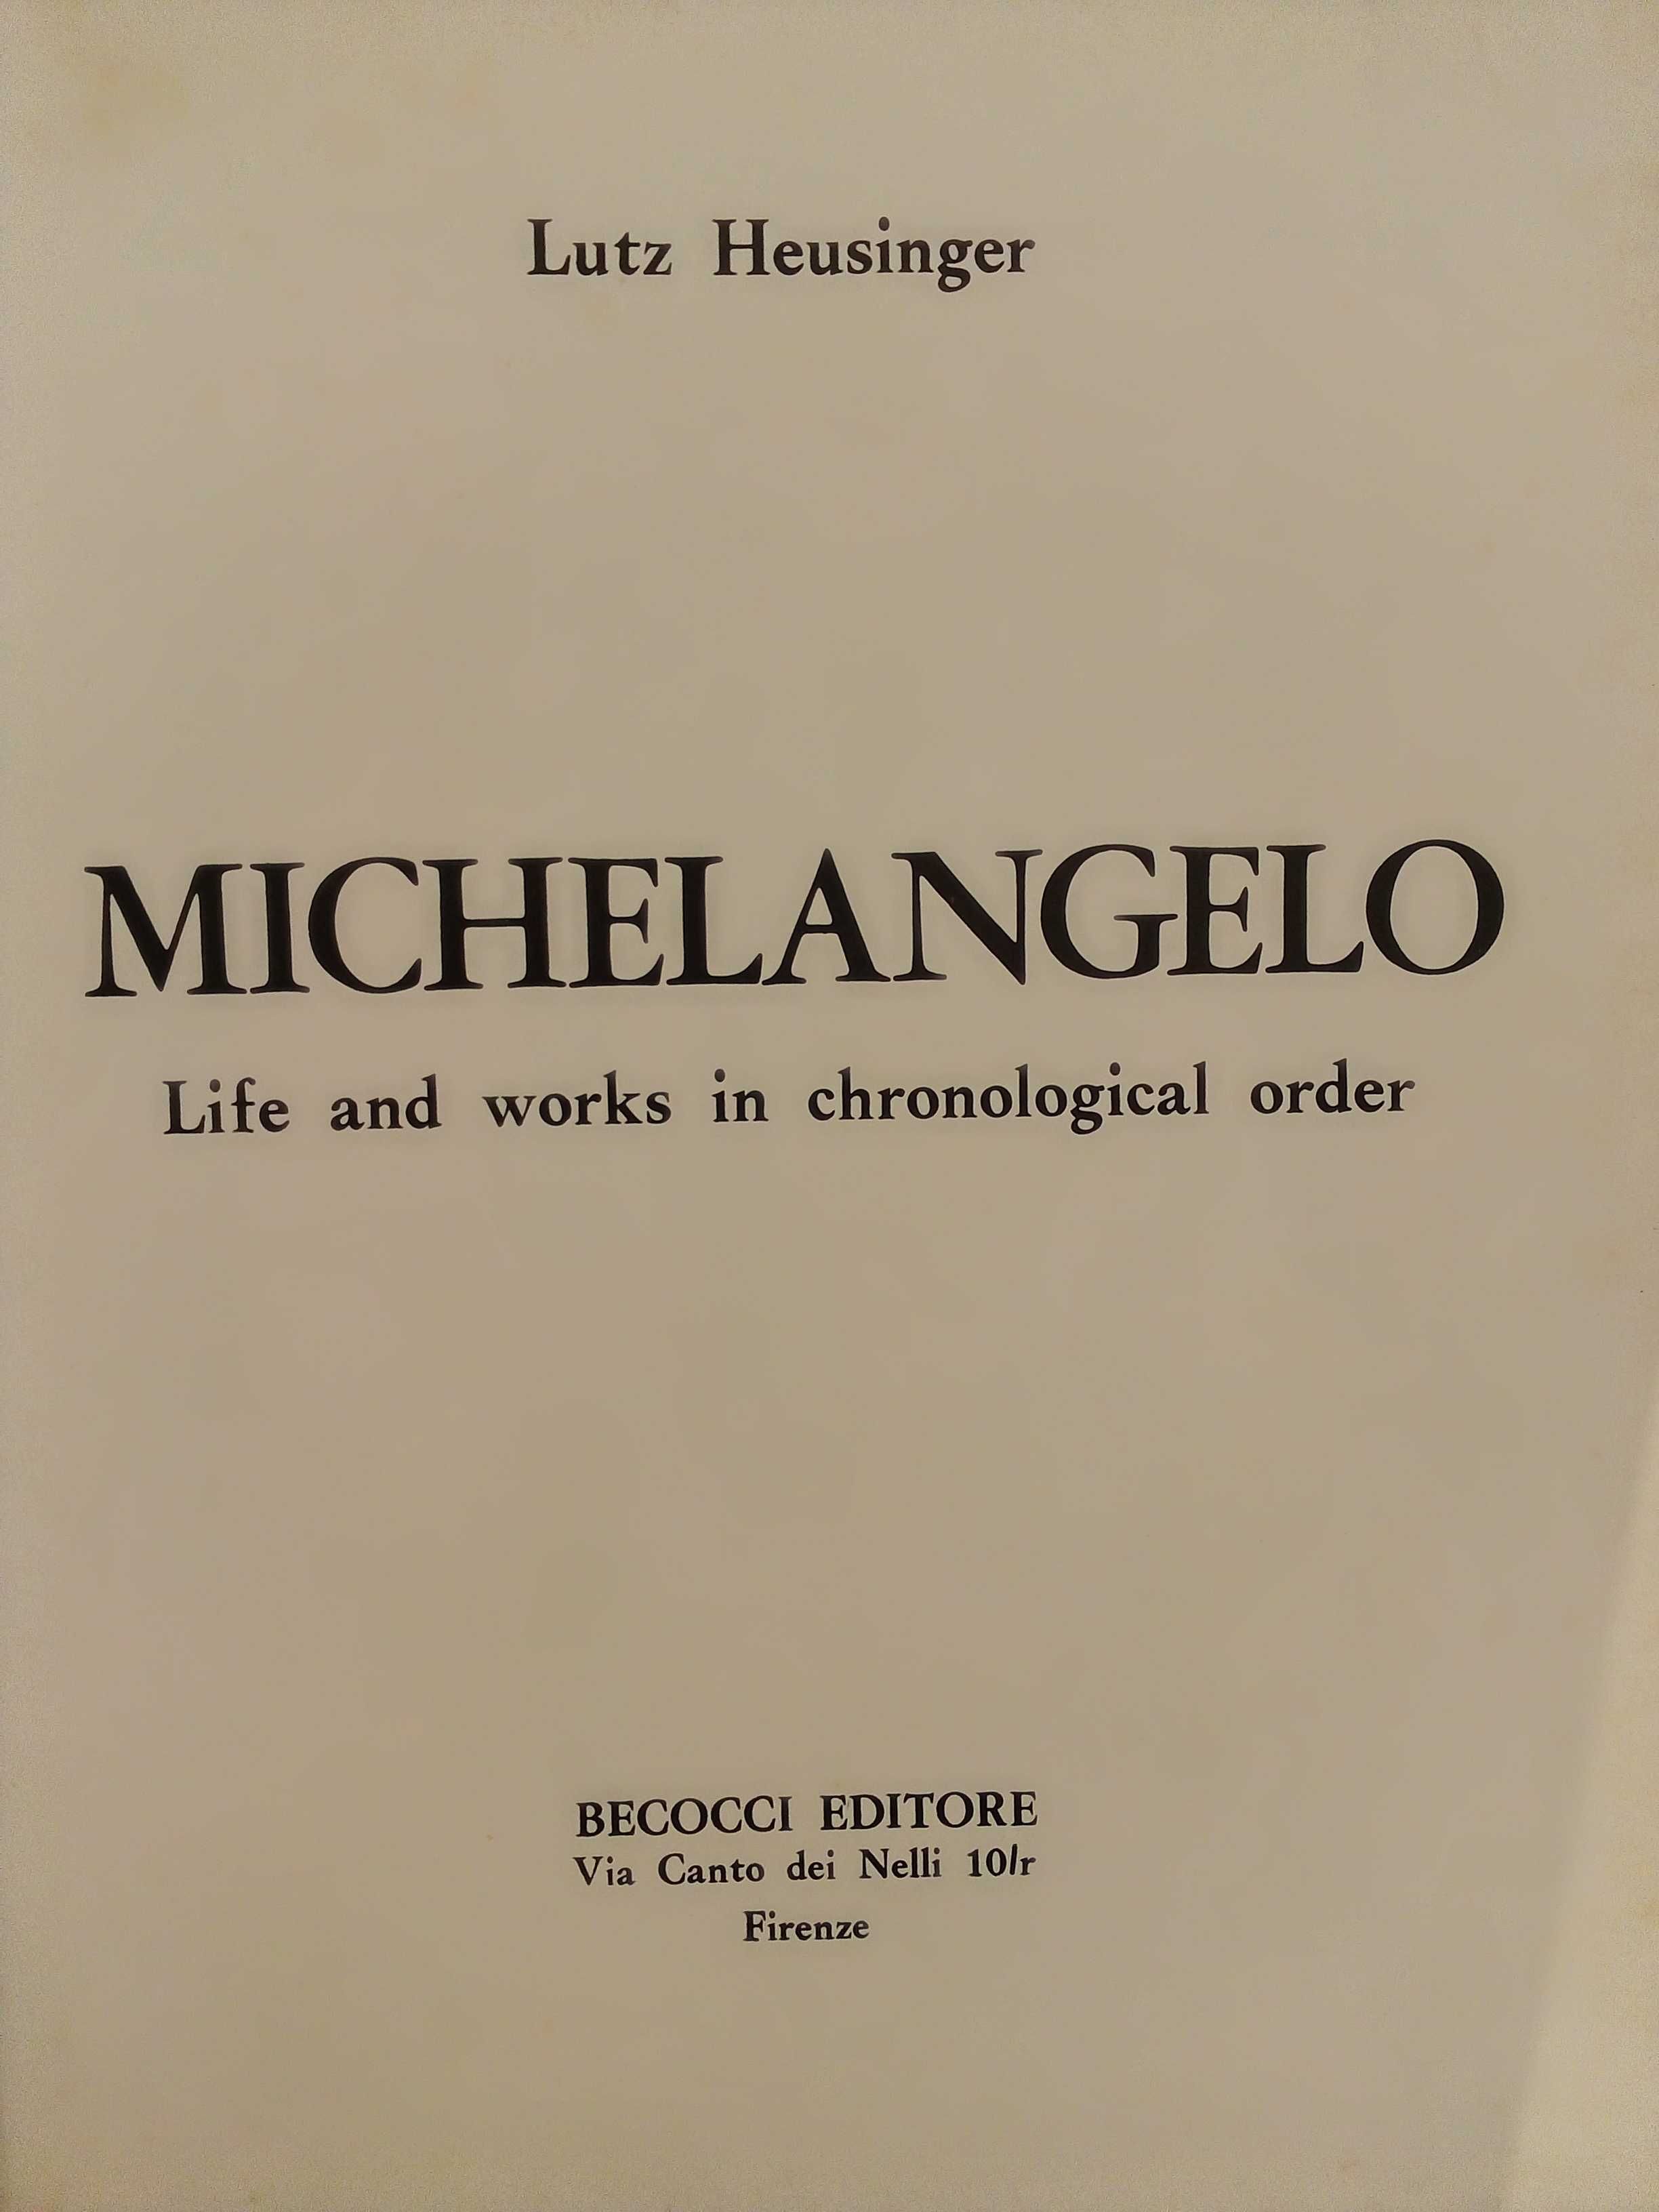 Lutz Heusinger
MICHELANGELO
Life and works in chronological order
BECOCCI EDITORE
Via Canto dei Nelli 10/r
Firenze